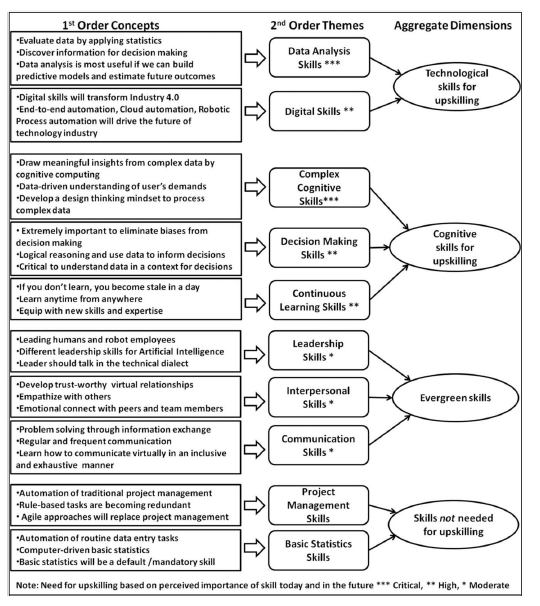 1st Order Concepts
2nd Order Themes
Aggregate Dimensions
•Evaluate data by applying statistics
•Discover information for decision making
•Data analysis is most useful if we can build
predictive models and estimate future outcomes
Data Analysis
Skills ***
•Digital skills will transform Industry 4.0
•End-to-end automation, Cloud automation, Robotic
Process automation will drive the future of
technology industry
Digital Skills **
Technological
skills for
upskilling
•Draw meaningful insights from complex data by
cognitive computing
•Data-driven understanding of user's demands
•Develop a design thinking mindset to process
complex data
Complex
Cognitive
Skills***
• Extremely important to eliminate biases from
decision making
•Logical reasoning and use data to inform decisions
•Critical to understand data in a context for decisions
Decision Making
Skills **
•If you don't learn, you become stale in a day
•Learn anytime from anywhere
•Equip with new skills and expertise
Continuous
Learning Skills **
Cognitive
skills for
upskilling
•Leading humans and robot employees
•Different leadership skills for Artificial Intelligence
•Leader should talk in the technical dialect
Leadership
Skills *
•Develop trust-worthy virtual relationships
•Empathize with others
•Emotional connect with peers and team members
Interpersonal
Skills *
•Problem solving through information exchange
•Regular and frequent communication
•Learn how to communicate virtually in an inclusive
and exhaustive manner
Communication
Skills *
Evergreen skills
•Automation of traditional project management
•Rule-based tasks are becoming redundant
• Agile approaches will replace project management
Project
Management
Skills
•Automation of routine data entry tasks
•Computer-driven basic statistics
•Basic statistics will be a default /mandatory skill
Basic Statistics
Skills
Skills not needed
for upskilling
Note: Need for upskilling based on perceived importance of skill today and in the future *** Critical, ** High, * Moderate